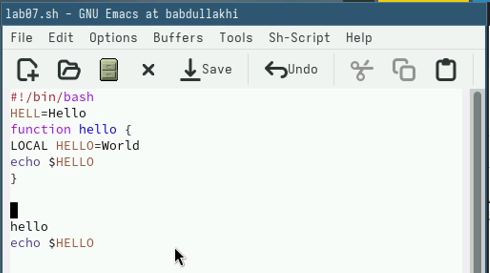 lab07.sh - GNU Emacs at babdullakhi
File Edit Options Buffers Tools Sh-Script Help
Save Undo
#!/bin/bash
HELL=Hello
function hello {
LOCAL HELLO=World
echo $HELLO
}
hello
echo $HELLO